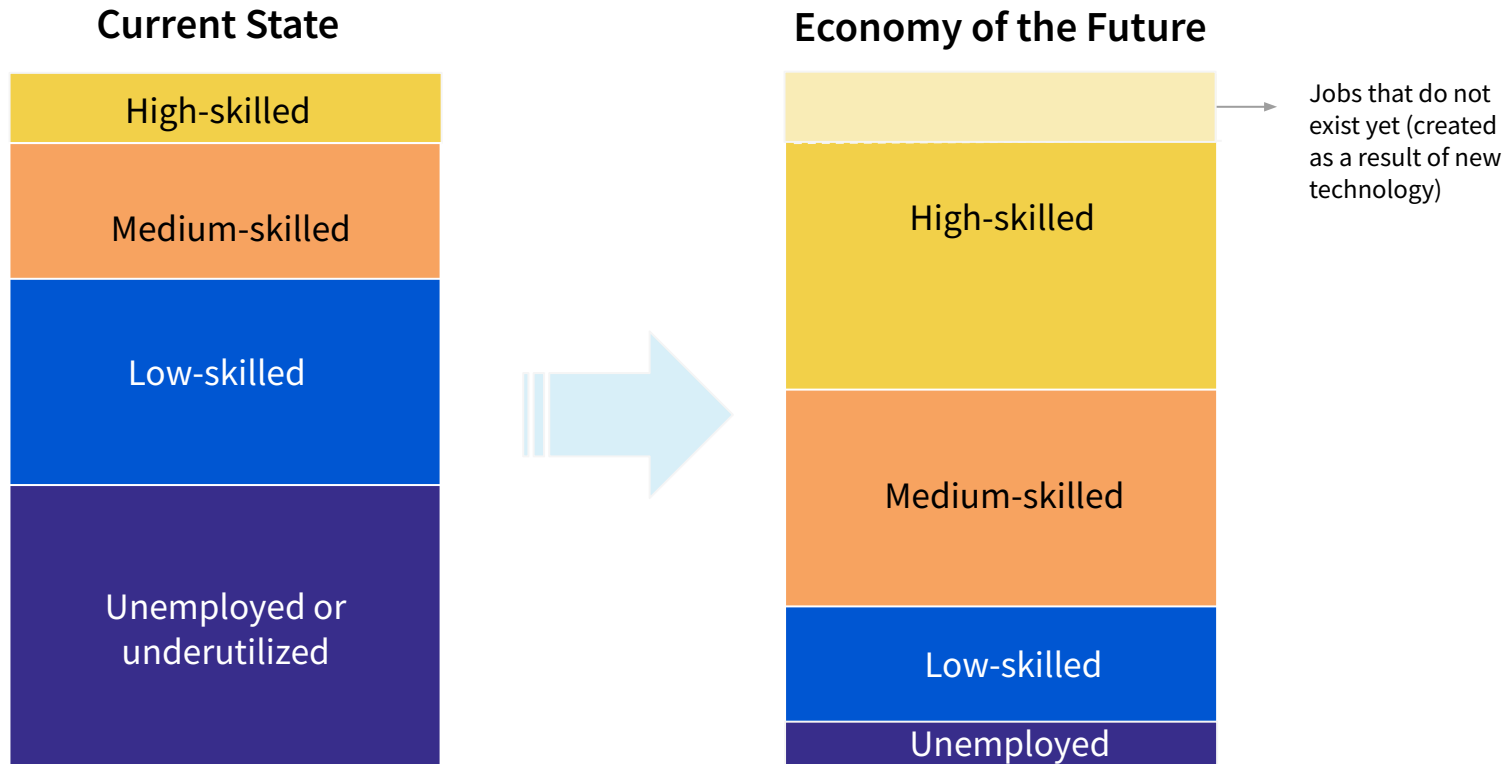 Current State
High-skilled
Medium-skilled
Low-skilled
Unemployed or
underutilized
Economy of the Future
Jobs that do not
exist yet (created
as a result of new
technology)
High-skilled
Medium-skilled
Low-skilled
Unemployed